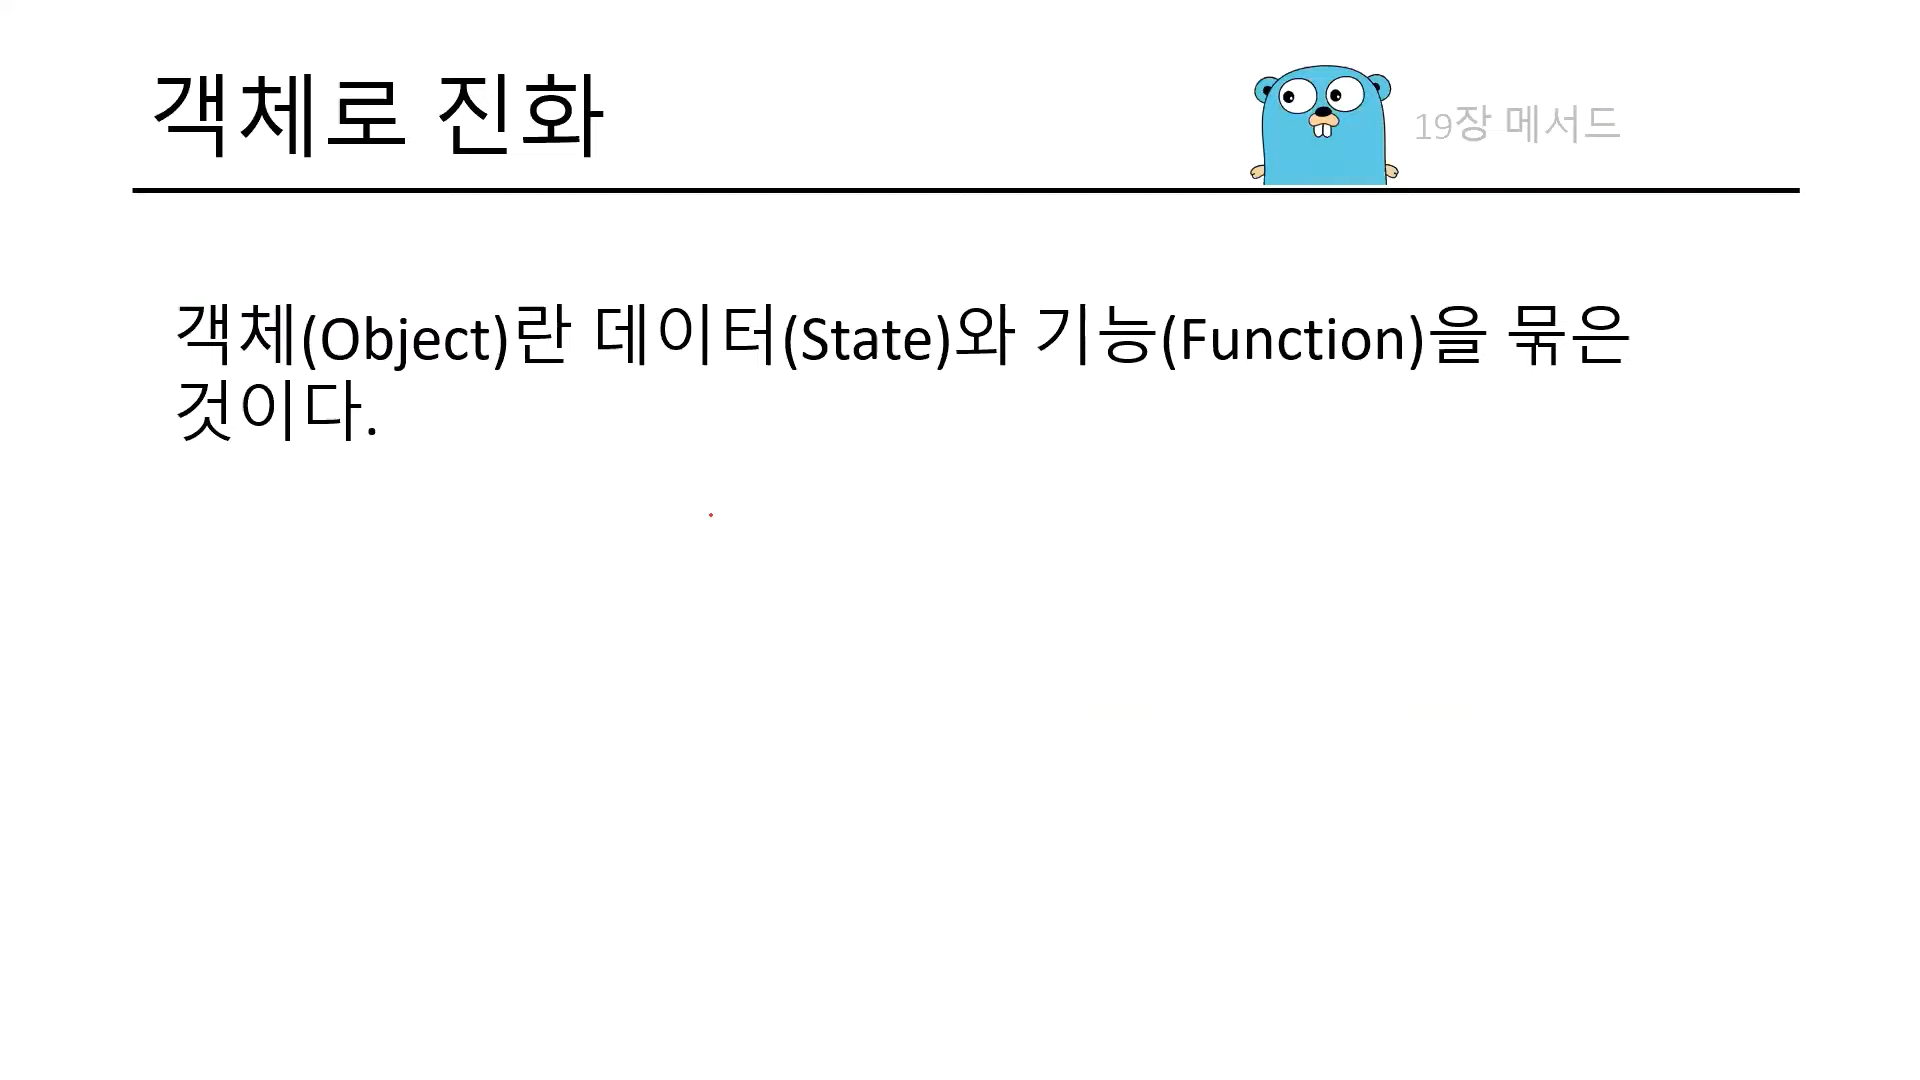 객체로 진화
19장 메서드
객체(Object)란 데이터(State)와 기능(Function)을 묶은
것이다.